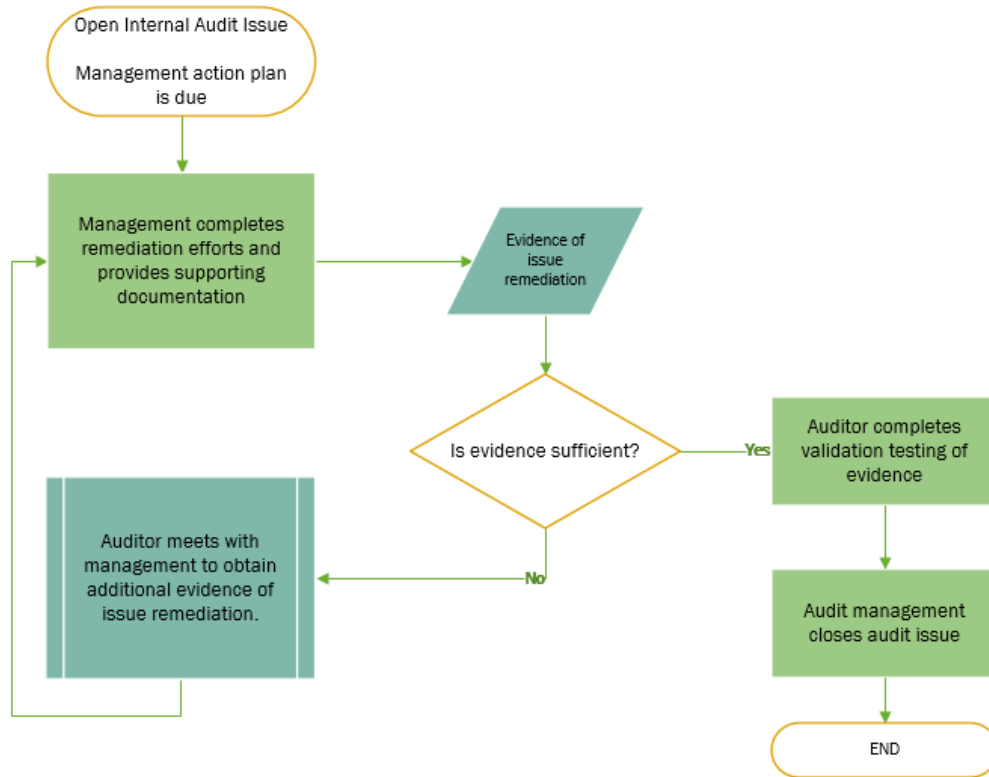 Open Internal Audit Issue
Management action plan
is due
Management completes
remediation efforts and
provides supporting
documentation
Evidence of
issue
remediation
Is evidence sufficient?
Yes
Auditor completes
validation testing of
evidence
No
Auditor meets with
management to obtain
additional evidence of
issue remediation.
Audit management
closes audit issue
END